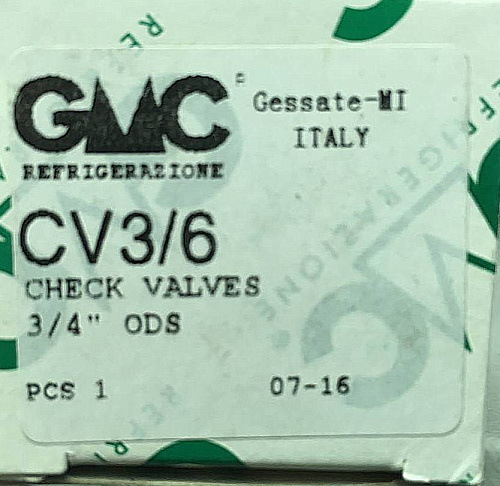 GMC
REFRIGERAZIONE
Gessate-MI
ITALY
CV3/6
CHECK VALVES
3/4" ODS
PCS 1
07-16